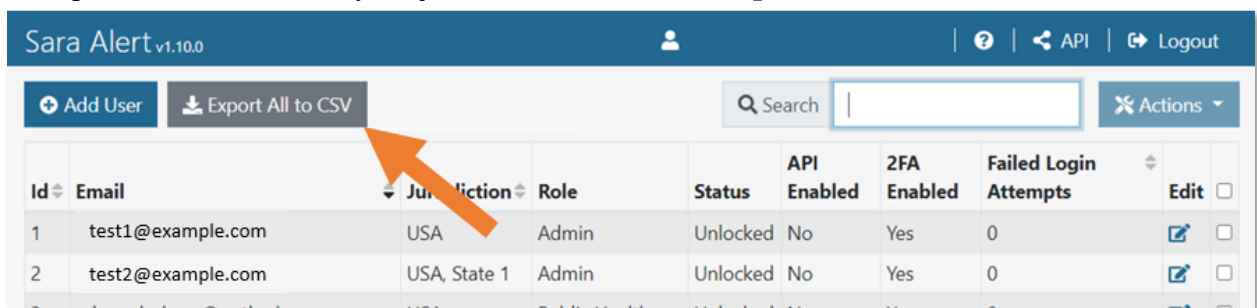 Sara Alert v1.10.0 | ? | API | Logout
Add User Export All to CSV Search Actions
Id Email Jurisdiction Role Status API Enabled 2FA Enabled Failed Login Attempts Edit
1 test1@example.com USA Admin Unlocked No Yes 0
2 test2@example.com USA, State 1 Admin Unlocked No Yes 0